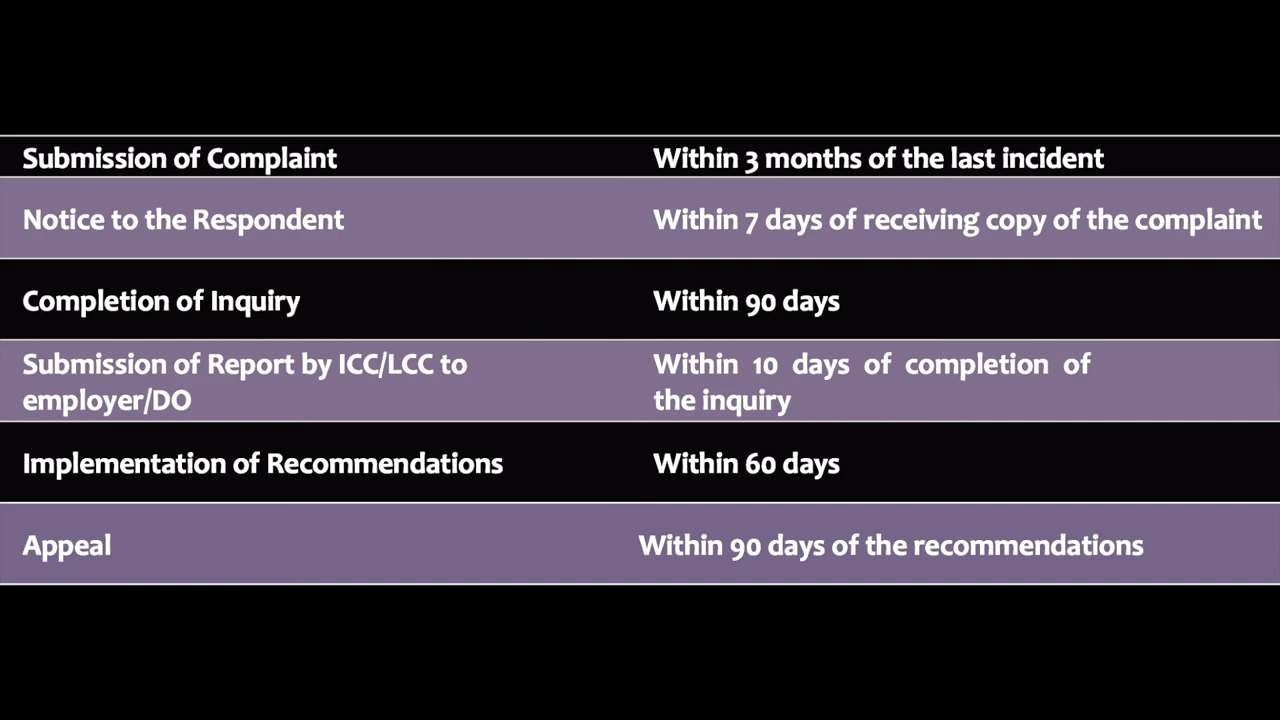 Submission of Complaint Within 3 months of the last incident
Notice to the Respondent Within 7 days of receiving copy of the complaint
Completion of Inquiry Within 90 days
Submission of Report by ICC/LCC to Within 10 days of completion of
employer/DO the inquiry
Implementation of Recommendations Within 60 days
Appeal Within 90 days of the recommendations